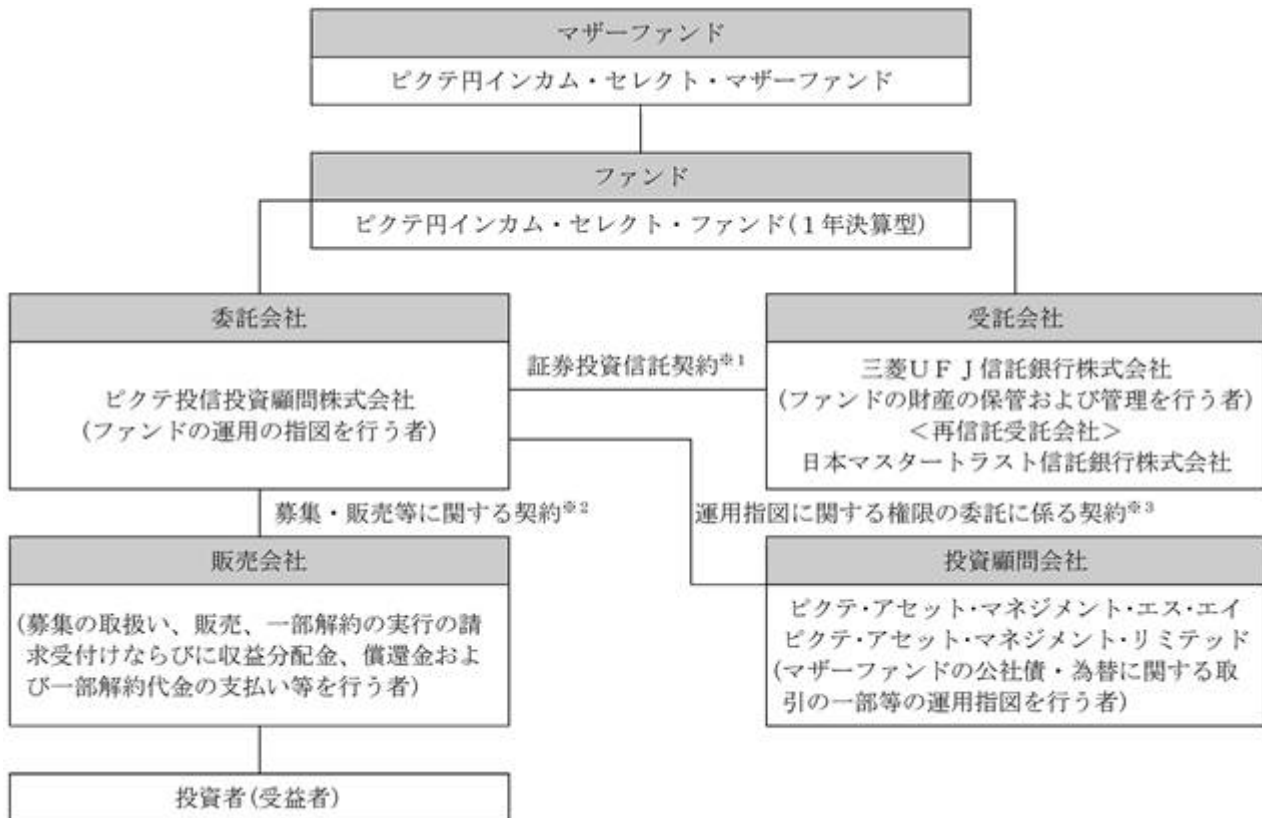 マザーファンド
ピクテ円インカム・セレクト・マザーファンド
ファンド
ピクテ円インカム・セレクト・ファンド(１年決算型)
委託会社
ピクテ投信投資顧問株式会社
(ファンドの運用の指図を行う者)
証券投資信託契約※1
受託会社
三菱ＵＦＪ信託銀行株式会社
(ファンドの財産の保管および管理を行う者)
＜再信託受託会社＞
日本マスタートラスト信託銀行株式会社
募集・販売等に関する契約※2
運用指図に関する権限の委託に係る契約※3
販売会社
(募集の取扱い、販売、一部解約の実行の請
求受付けならびに収益分配金、償還金およ
び一部解約代金の支払い等を行う者)
投資顧問会社
ピクテ・アセット・マネジメント・エス・エイ
ピクテ・アセット・マネジメント・リミテッド
(マザーファンドの公社債・為替に関する取
引の一部等の運用指図を行う者)
投資者(受益者)